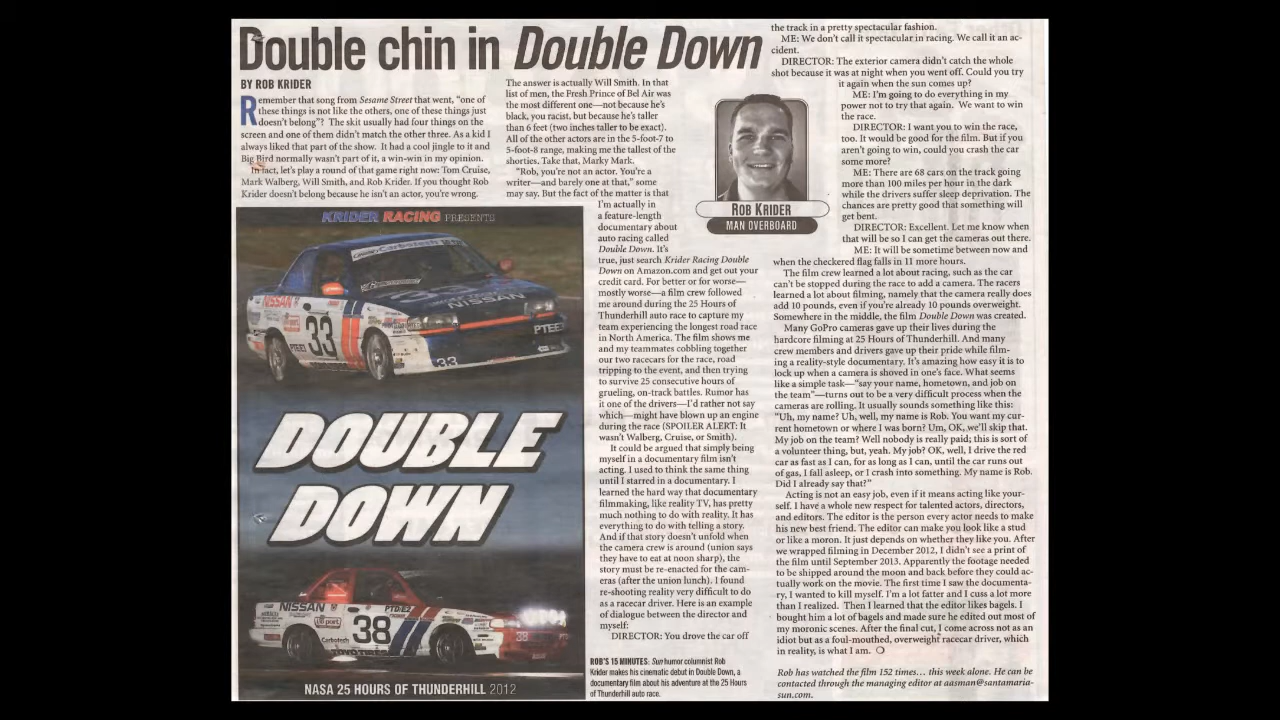 Double chin in Double Down
BY ROB KRIDER
Remember that song from Sesame Street that went, “one of
these things is not like the others, one of these things just
doesn’t belong”? The skit usually had four things on the
screen and one of them didn’t match the other three. As a kid I
always liked that part of the show. It had a cool jingle to it and
Big Bird normally wasn’t part of it, a win-win in my opinion.
In fact, let’s play a round of that game right now: Tom Cruise,
Mark Walberg, Will Smith, and Rob Krider. If you thought Rob
Krider doesn’t belong because he isn’t an actor, you’re wrong.
The answer is actually Will Smith. In that
list of men, the Fresh Prince of Bel Air was
the most different one—not because he’s
black, you racist, but because he’s taller
than 6 feet (two inches taller to be exact).
All of the other actors are in the 5-foot-7 to
5-foot-8 range, making me the tallest of the
shorties. Take that, Marky Mark.
“Rob, you’re not an actor. You’re a
writer—and barely one at that,” some
may say. But the fact of the matter is that
I’m actually in
a feature-length
documentary about
auto racing called
Double Down. It’s
true, just search Krider Racing Double
Down on Amazon.com and get out your
credit card. For better or for worse—
mostly worse—a film crew followed
me around during the 25 Hours of
Thunderhill auto race to capture my
team experiencing the longest road race
in North America. The film shows me
and my teammates cobbling together
our two racecars for the race, road
tripping to the event, and then trying
to survive 25 consecutive hours of
grueling, on-track battles. Rumor has
it one of the drivers—I’d rather not say
which—might have blown up an engine
during the race (SPOILER ALERT: It
wasn’t Walberg, Cruise, or Smith).
It could be argued that simply being
myself in a documentary film isn’t
acting. I used to think the same thing
until I starred in a documentary. I
learned the hard way that documentary
filmmaking, like reality TV, has pretty
much nothing to do with reality. It has
everything to do with telling a story.
And if that story doesn’t unfold when
the camera crew is around (union says
they have to eat at noon sharp), the
story must be re-enacted for the cam-
eras (after the union lunch). I found
re-shooting reality very difficult to do
as a racecar driver. Here is an example
of dialogue between the director and
myself:
DIRECTOR: You drove the car off
the track in a pretty spectacular fashion.
ME: We don’t call it spectacular in racing. We call it an ac-
cident.
DIRECTOR: The exterior camera didn’t catch the whole
shot because it was at night when you went off. Could you try
it again when the sun comes up?
ME: I’m going to do everything in my
power not to try that again. We want to win
the race.
DIRECTOR: I want you to win the race,
too. It would be good for the film. But if you
aren’t going to win, could you crash the car
some more?
ME: There are 68 cars on the track going
more than 100 miles per hour in the dark
while the drivers suffer sleep deprivation. The
chances are pretty good that something will
get bent.
DIRECTOR: Excellent. Let me know when
that will be so I can get the cameras out there.
ME: It will be sometime between now and
when the checkered flag falls in 11 more hours.
The film crew learned a lot about racing, such as the car
can’t be stopped during the race to add a camera. The racers
learned a lot about filming, namely that the camera really does
add 10 pounds, even if you’re already 10 pounds overweight.
Somewhere in the middle, the film Double Down was created.
Many GoPro cameras gave up their lives during the
hardcore filming at 25 Hours of Thunderhill. And many
crew members and drivers gave up their pride while film-
ing a reality-style documentary. It’s amazing how easy it is to
lock up when a camera is shoved in one’s face. What seems
like a simple task—“say your name, hometown, and job on
the team”—turns out to be a very difficult process when the
cameras are rolling. It usually sounds something like this:
“Uh, my name? Uh, well, my name is Rob. You want my cur-
rent hometown or where I was born? Um, OK, we’ll skip that.
My job on the team? Well nobody is really paid; this is sort of
a volunteer thing, but, yeah. My job? OK, well, I drive the red
car as fast as I can, for as long as I can, until the car runs out
of gas, I fall asleep, or I crash into something. My name is Rob.
Did I already say that?”
Acting is not an easy job, even if it means acting like your-
self. I have a whole new respect for talented actors, directors,
and editors. The editor is the person every actor needs to make
his new best friend. The editor can make you look like a stud
or like a moron. It just depends on whether they like you. After
we wrapped filming in December 2012, I didn’t see a print of
the film until September 2013. Apparently the footage needed
to be shipped around the moon and back before they could ac-
tually work on the movie. The first time I saw the documenta-
ry, I wanted to kill myself. I’m a lot fatter and I cuss a lot more
than I realized. Then I learned that the editor likes bagels. I
bought him a lot of bagels and made sure he edited out most of
my moronic scenes. After the final cut, I come across not as an
idiot but as a foul-mouthed, overweight racecar driver, which
in reality, is what I am.
Rob has watched the film 152 times… this week alone. He can be
contacted through the managing editor at aasman@santamaria-
sun.com.
ROB KRIDER
MAN OVERBOARD
KRIDER RACING PRESENTS
Carbotech
NISSAN
NISSAN
33
PTEE2
33
DOUBLE
DOWN
NISSAN
PTE
38
Carbotech
NASA 25 HOURS OF THUNDERHILL 2012
ROB’S 15 MINUTES: Sun humor columnist Rob
Krider makes his cinematic debut in Double Down, a
documentary film about his adventure at the 25 Hours
of Thunderhill auto race.